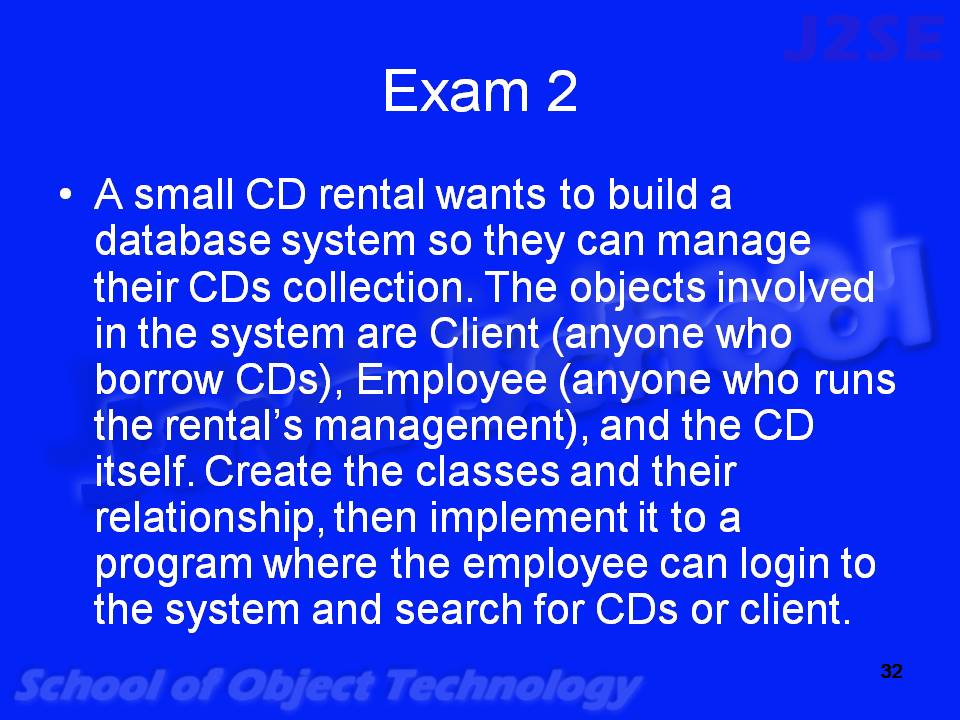 J2SE
Exam 2
• A small CD rental wants to build a
database system so they can manage
their CDs collection. The objects involved
in the system are Client (anyone who
borrow CDs), Employee (anyone who runs
the rental’s management), and the CD
itself. Create the classes and their
relationship, then implement it to a
program where the employee can login to
the system and search for CDs or client.
School of Object Technology
32